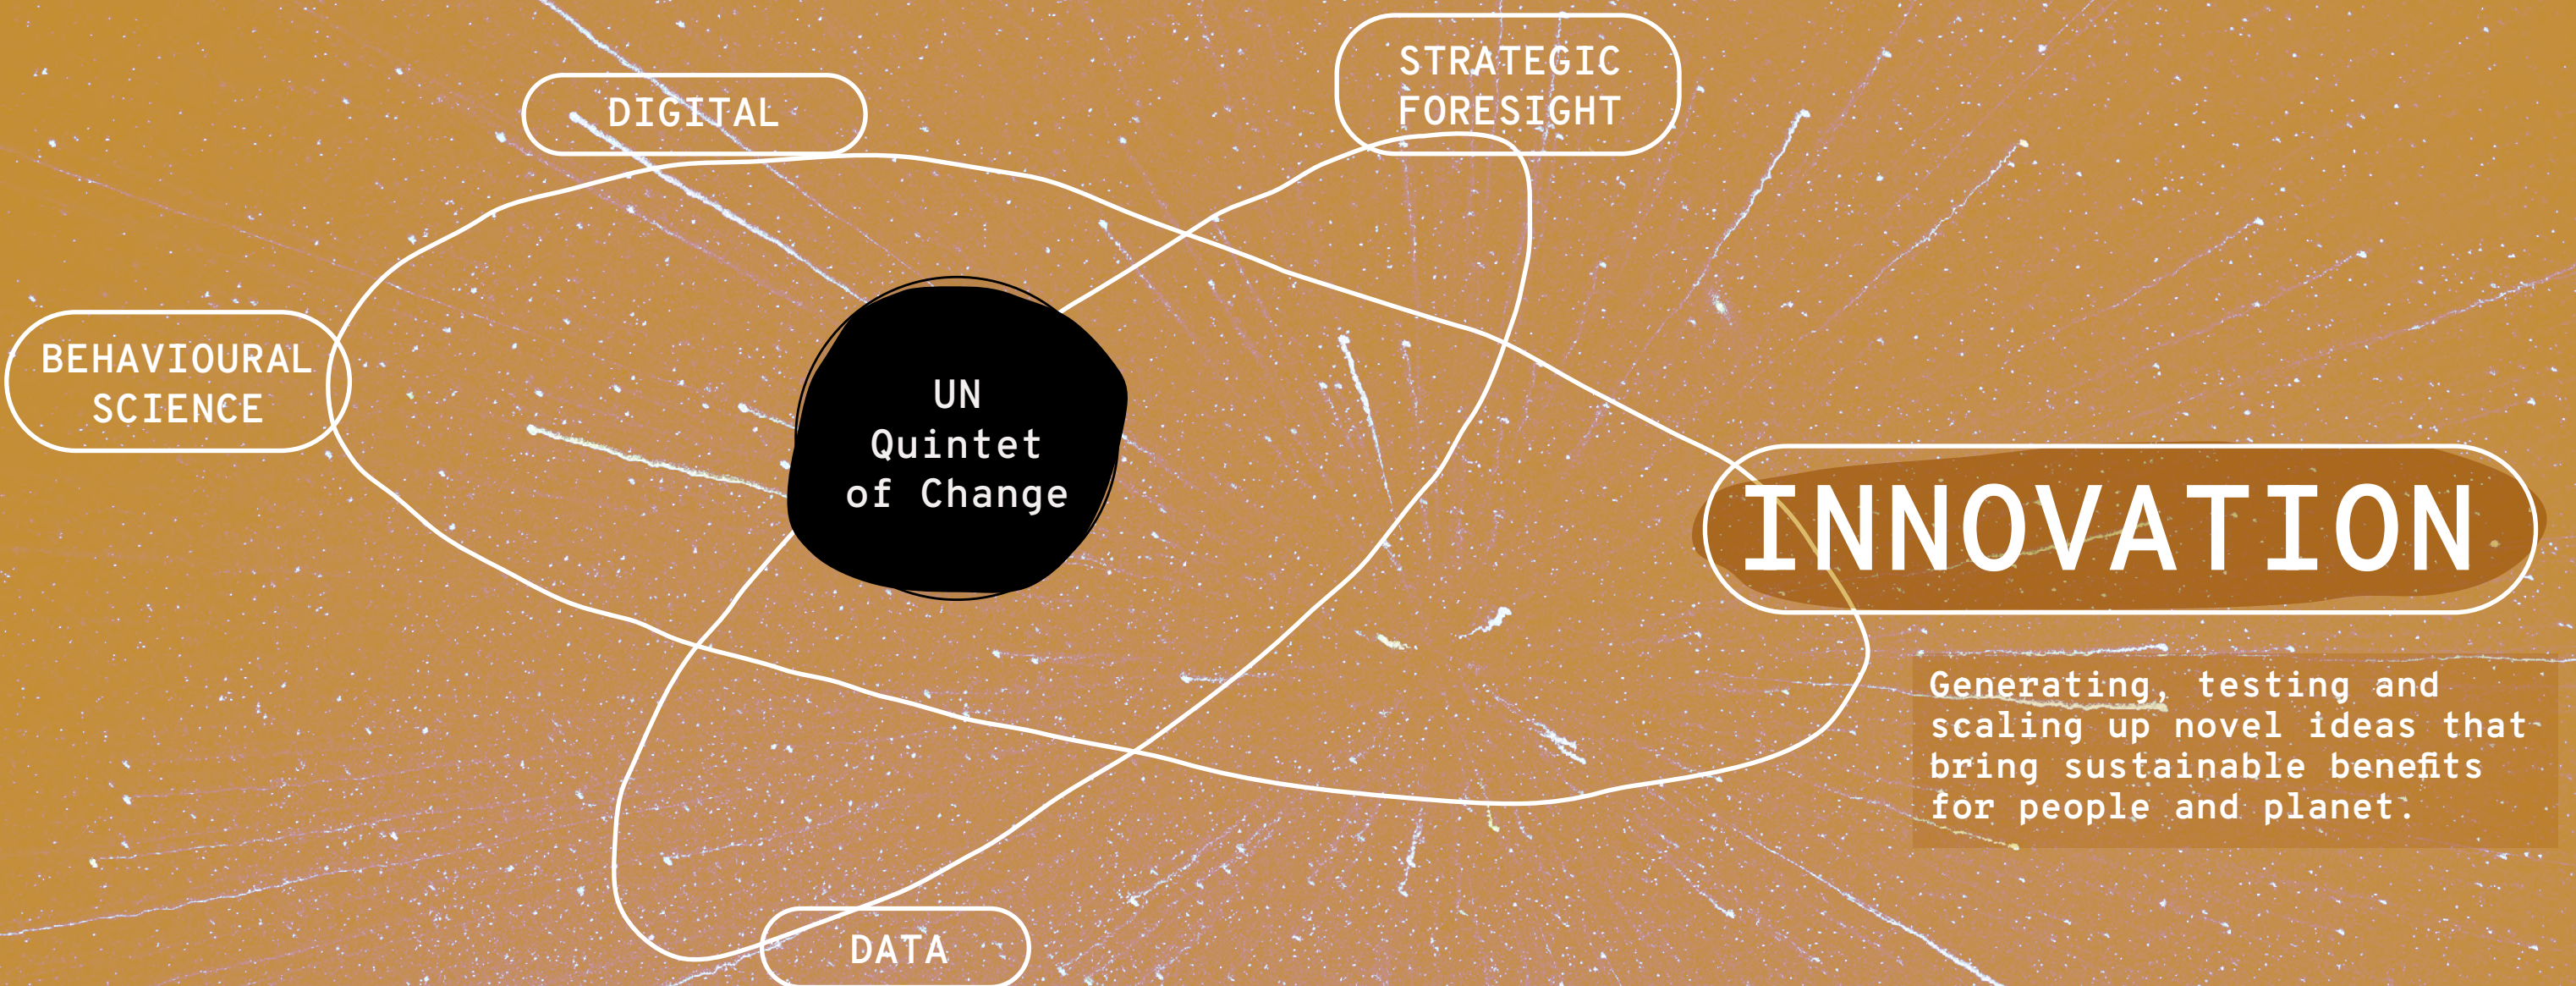 DIGITAL
STRATEGIC
FORESIGHT
BEHAVIOURAL
SCIENCE
UN
Quintet
of Change
INNOVATION
Generating, testing and
scaling up novel ideas that
bring sustainable benefits
for people and planet.
DATA